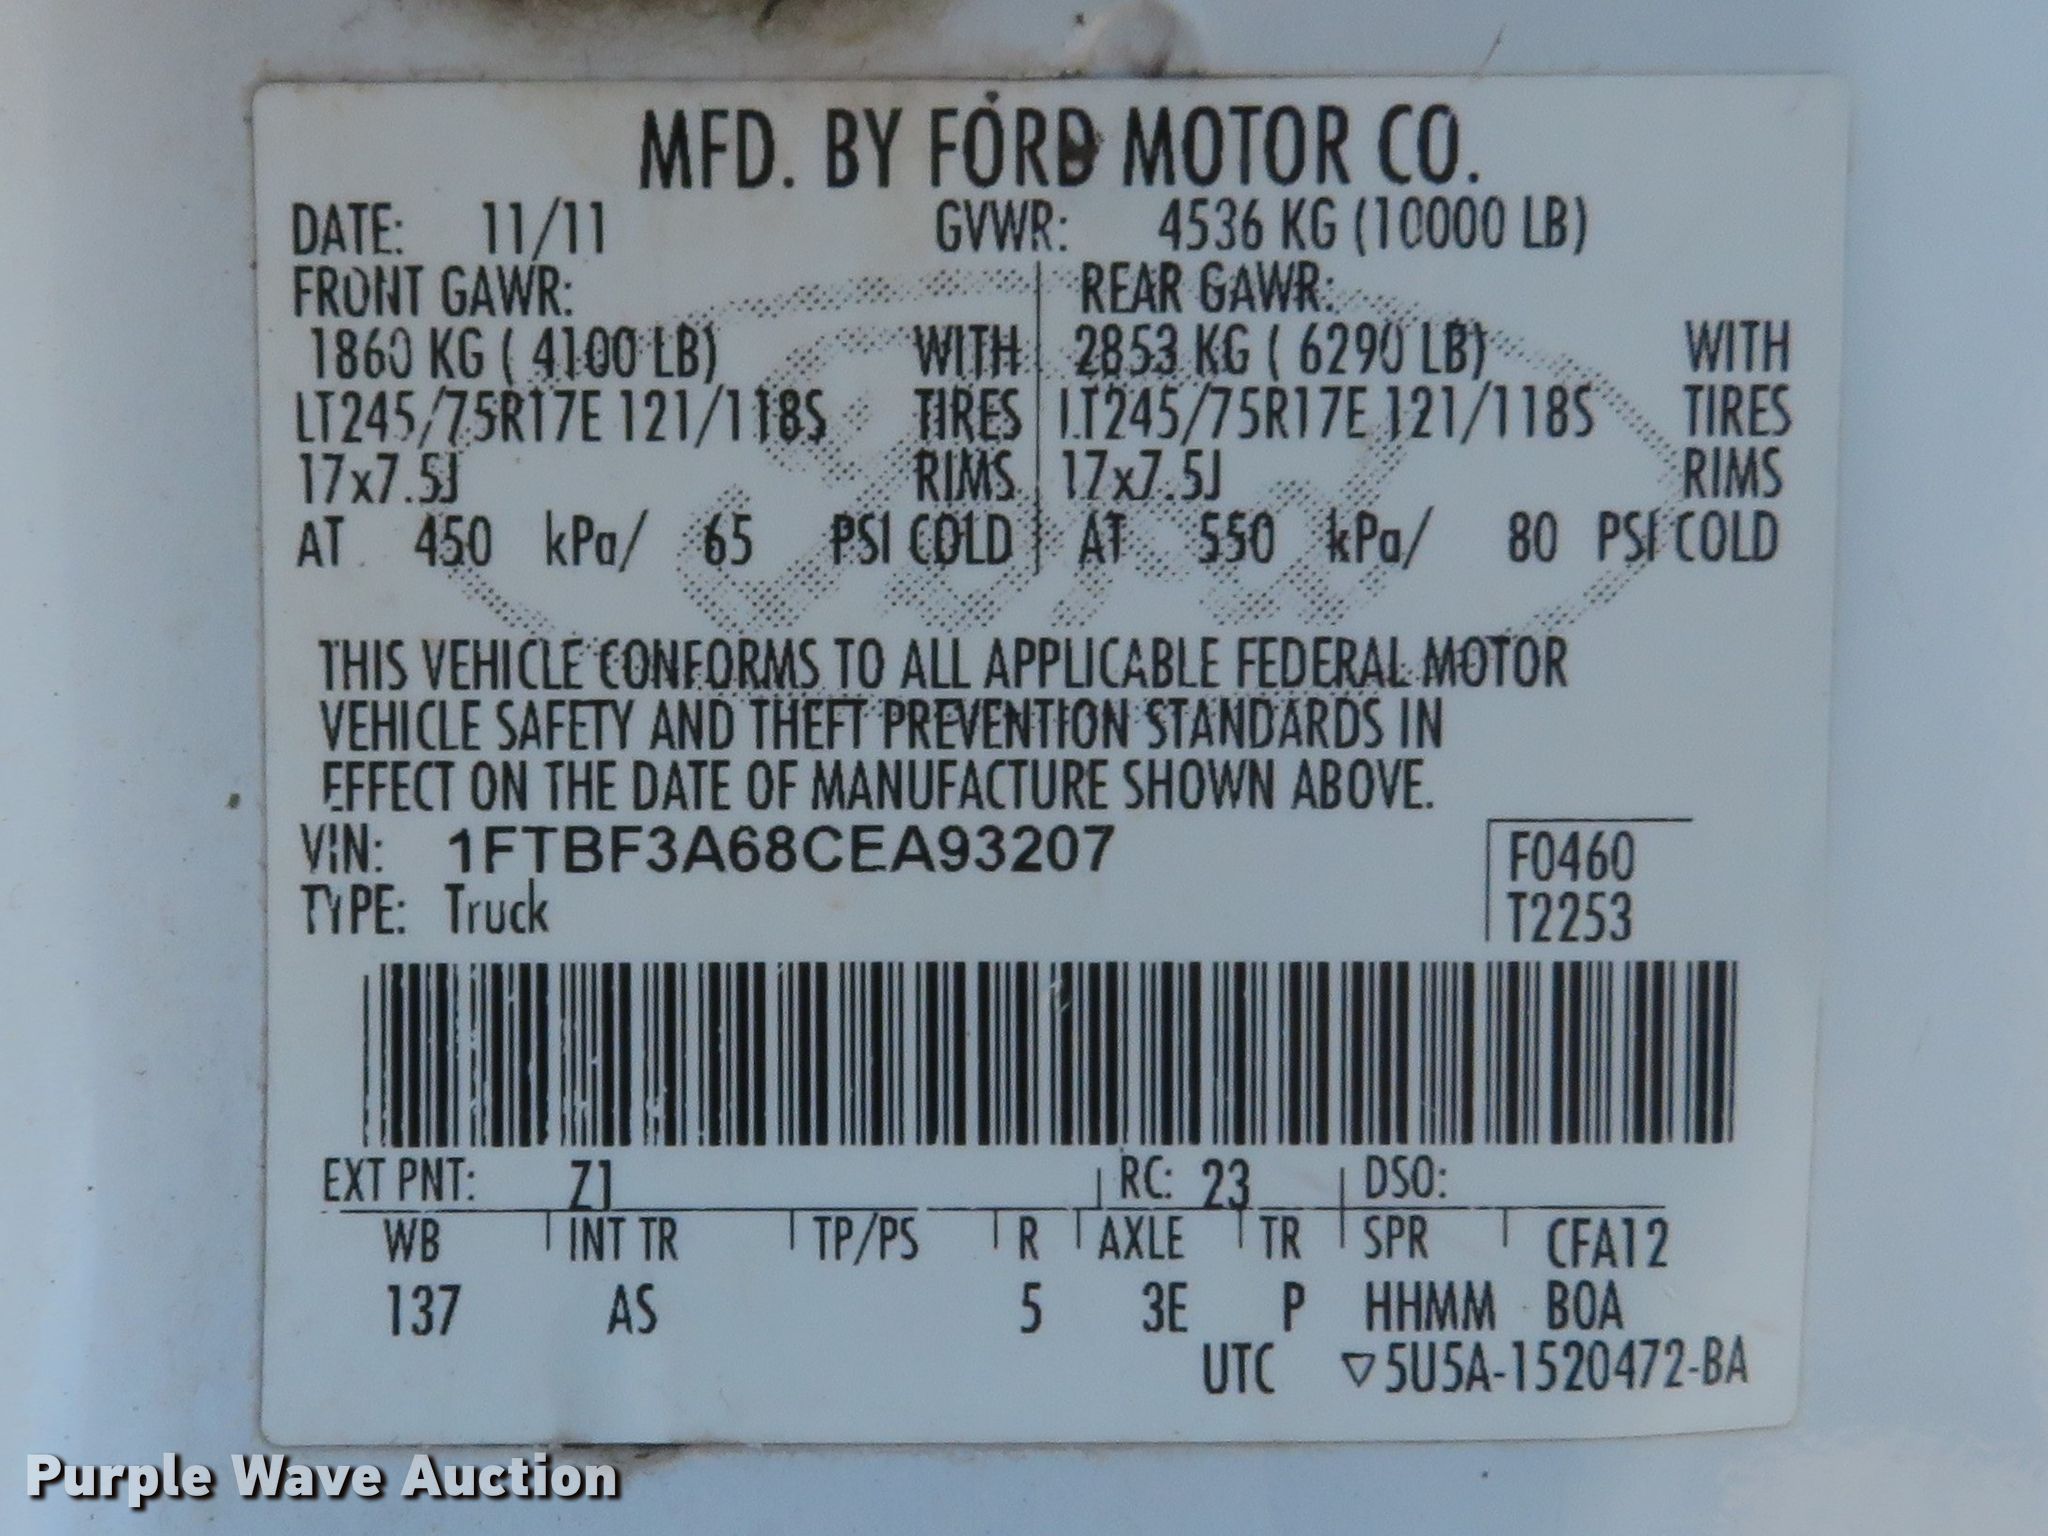 MFD. BY FORD MOTOR CO.
DATE: 11/11 GVWR: 4536 KG (10000 LB)
FRONT GAWR: REAR GAWR:
1860 KG ( 4100 LB) WITH 2853 KG ( 6290 LB) WITH
LT245/75R17E 121/118S TIRES LT245/75R17E 121/118S TIRES
17x7.5J RIMS 17x7.5J RIMS
AT 450 kPa/ 65 PSI COLD AT 550 kPa/ 80 PSI COLD
THIS VEHICLE CONFORMS TO ALL APPLICABLE FEDERAL MOTOR
VEHICLE SAFETY AND THEFT PREVENTION STANDARDS IN
EFFECT ON THE DATE OF MANUFACTURE SHOWN ABOVE.
VIN: 1FTBF3A68CEA93207 F0460
TYPE: Truck T2253
EXT PNT: Z1 RC: 23 DSO:
WB INT TR TP/PS R AXLE TR SPR CFA12
137 AS 5 3E P HHMM BOA
UTC ▽5U5A-1520472-BA
Purple Wave Auction